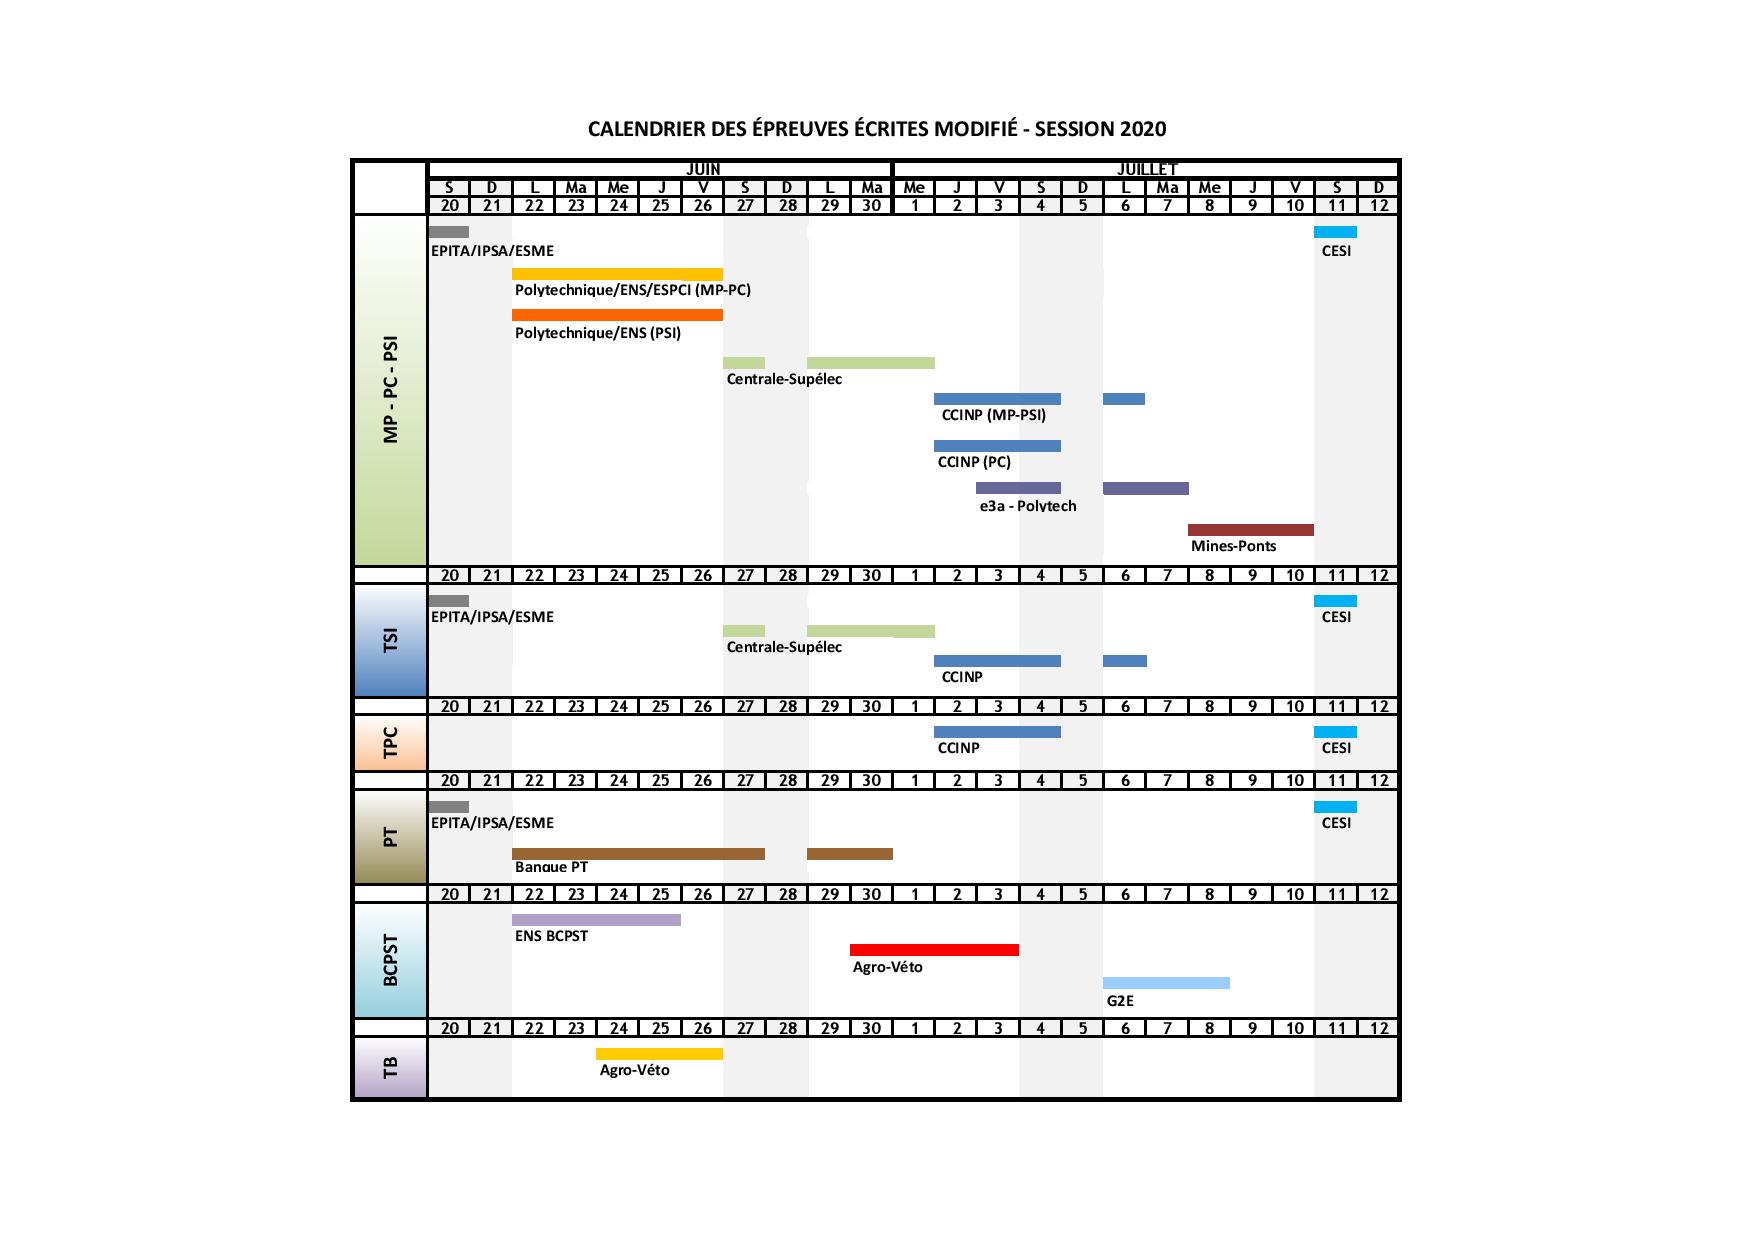 CALENDRIER DES ÉPREUVES ÉCRITES MODIFIÉ - SESSION 2020
JUIN JUILLET
S D L Ma Me J V S D L Ma Me J V S D L Ma Me J V S D
20 21 22 23 24 25 26 27 28 29 30 1 2 3 4 5 6 7 8 9 10 11 12
MP - PC - PSI
EPITA/IPSA/ESME CESI
Polytechnique/ENS/ESPCI (MP-PC)
Polytechnique/ENS (PSI)
Centrale-Supélec
CCINP (MP-PSI)
CCINP (PC)
e3a - Polytech
Mines-Ponts
20 21 22 23 24 25 26 27 28 29 30 1 2 3 4 5 6 7 8 9 10 11 12
TSI
EPITA/IPSA/ESME CESI
Centrale-Supélec
CCINP
20 21 22 23 24 25 26 27 28 29 30 1 2 3 4 5 6 7 8 9 10 11 12
TPC
CCINP CESI
20 21 22 23 24 25 26 27 28 29 30 1 2 3 4 5 6 7 8 9 10 11 12
PT
EPITA/IPSA/ESME CESI
Banque PT
20 21 22 23 24 25 26 27 28 29 30 1 2 3 4 5 6 7 8 9 10 11 12
BCPST
ENS BCPST
Agro-Véto
G2E
20 21 22 23 24 25 26 27 28 29 30 1 2 3 4 5 6 7 8 9 10 11 12
TB
Agro-Véto